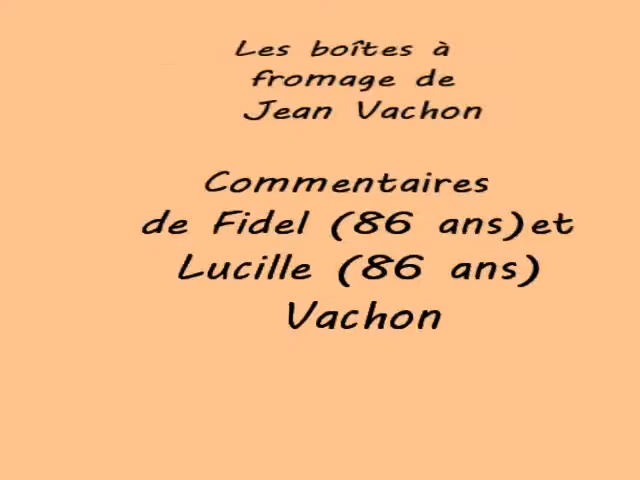 Les boîtes à
fromage de
Jean Vachon
Commentaires
de Fidel (86 ans)et
Lucille (86 ans)
Vachon